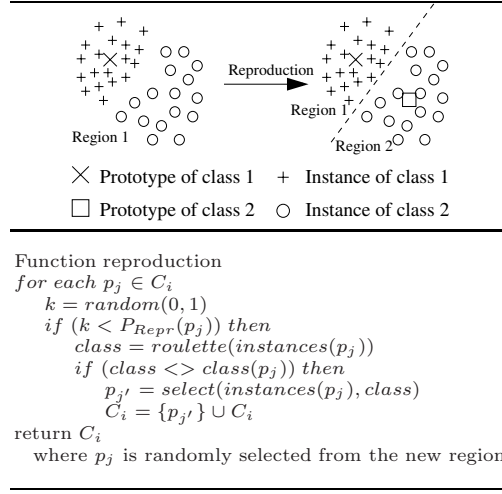 Reproduction
Region 1
Region 1
Region 2
Prototype of class 1
Instance of class 1
Prototype of class 2
Instance of class 2
Function reproduction
for each p_j ∈ C_i
k = random(0, 1)
if (k < P_Repr(p_j)) then
class = roulette(instances(p_j))
if (class <> class(p_j)) then
p_j' = select(instances(p_j), class)
C_i = {p_j'} ∪ C_i
return C_i
where p_j is randomly selected from the new region